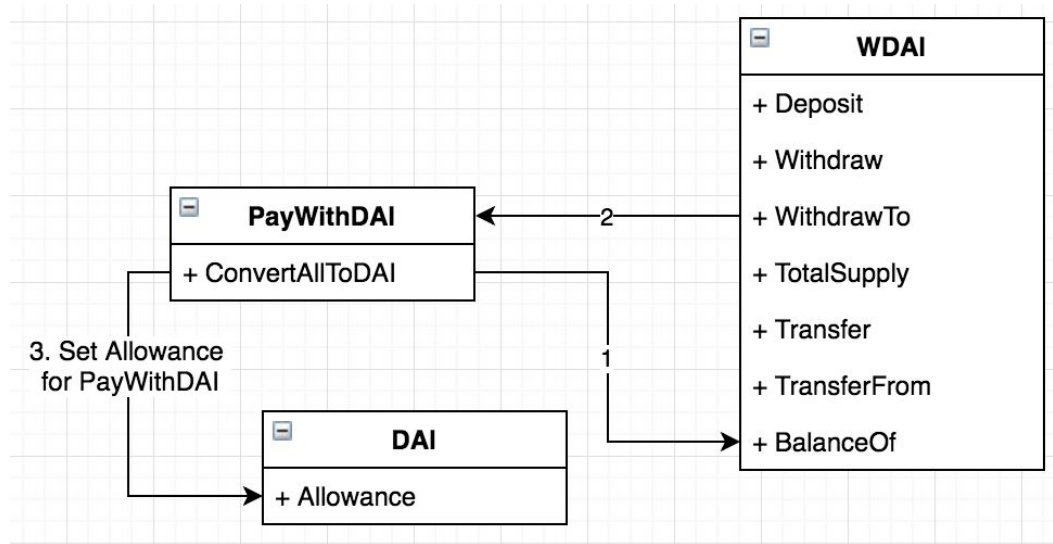 WDAI
+ Deposit
+ Withdraw
+ WithdrawTo
+ TotalSupply
+ Transfer
+ TransferFrom
+ BalanceOf
PayWithDAI
+ ConvertAllToDAI
2
1
3. Set Allowance
for PayWithDAI
DAI
+ Allowance